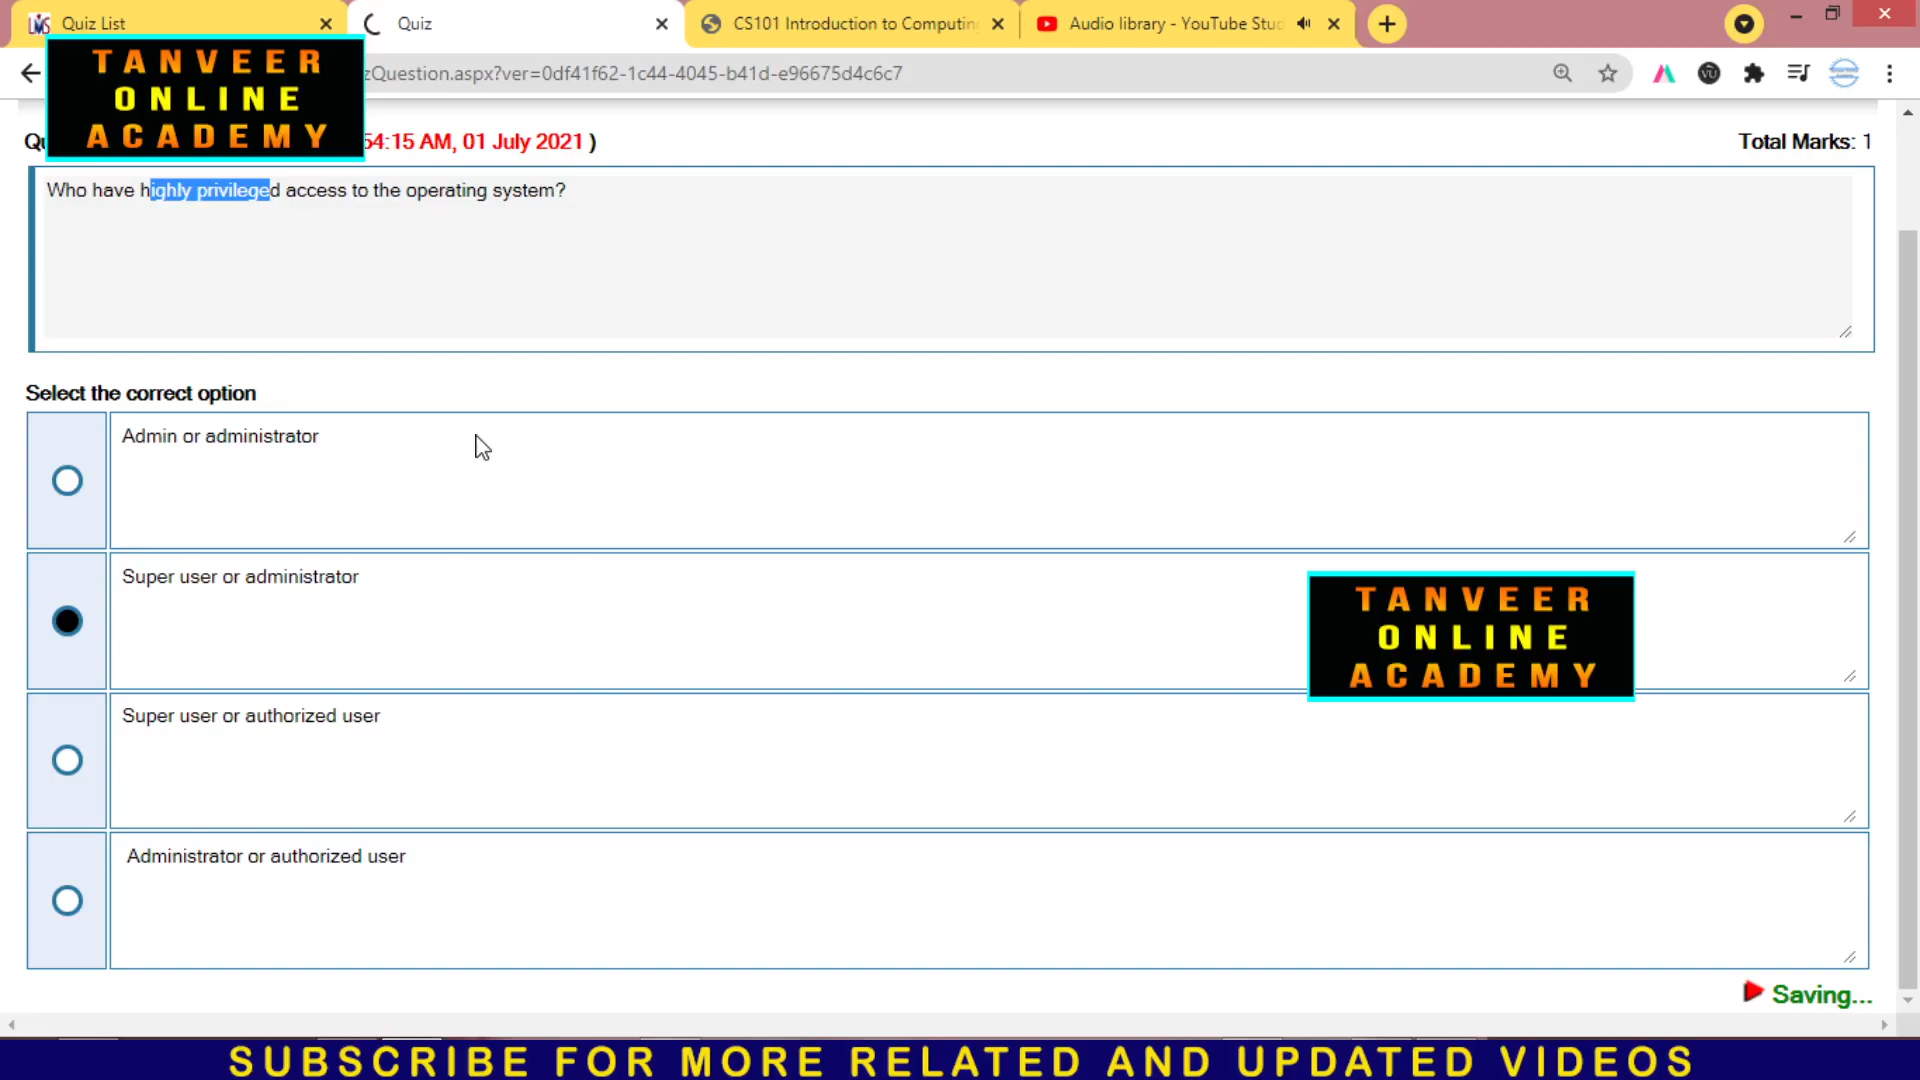 Quiz List
Quiz
CS101 Introduction to Computing
Audio library - YouTube Stud
TANVEER
ONLINE
ACADEMY
zQuestion.aspx?ver=0df41f62-1c44-4045-b41d-e96675d4c6c7
54:15 AM, 01 July 2021 )
Total Marks: 1
Who have highly privileged access to the operating system?
Select the correct option
Admin or administrator
Super user or administrator
TANVEER
ONLINE
ACADEMY
Super user or authorized user
Administrator or authorized user
Saving...
SUBSCRIBE FOR MORE RELATED AND UPDATED VIDEOS